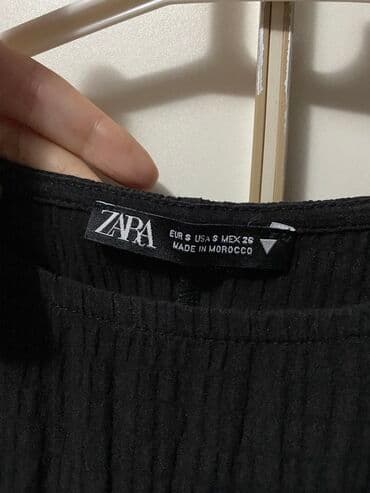 ZARA
EUR S USA S MEX 26
MADE IN MOROCCO